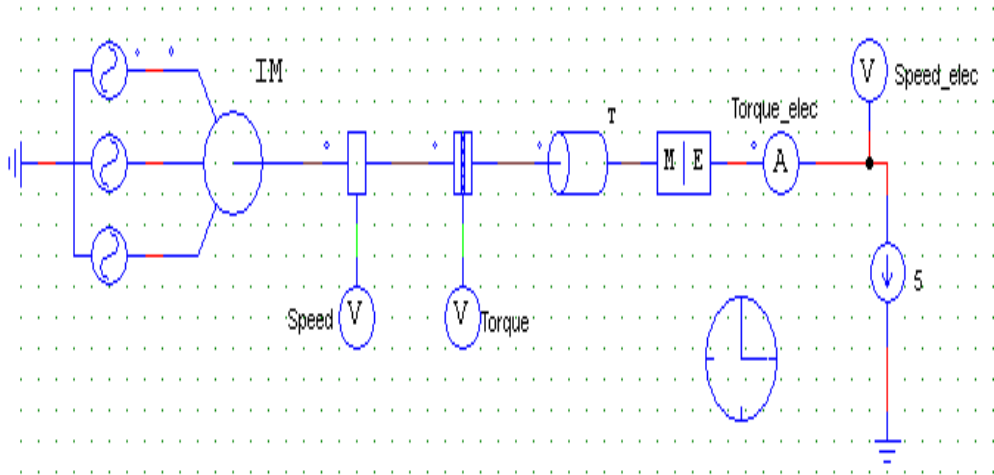 IM
T
Torque_elec
V
Speed_elec
M E
A
5
Speed
V
V
Torque